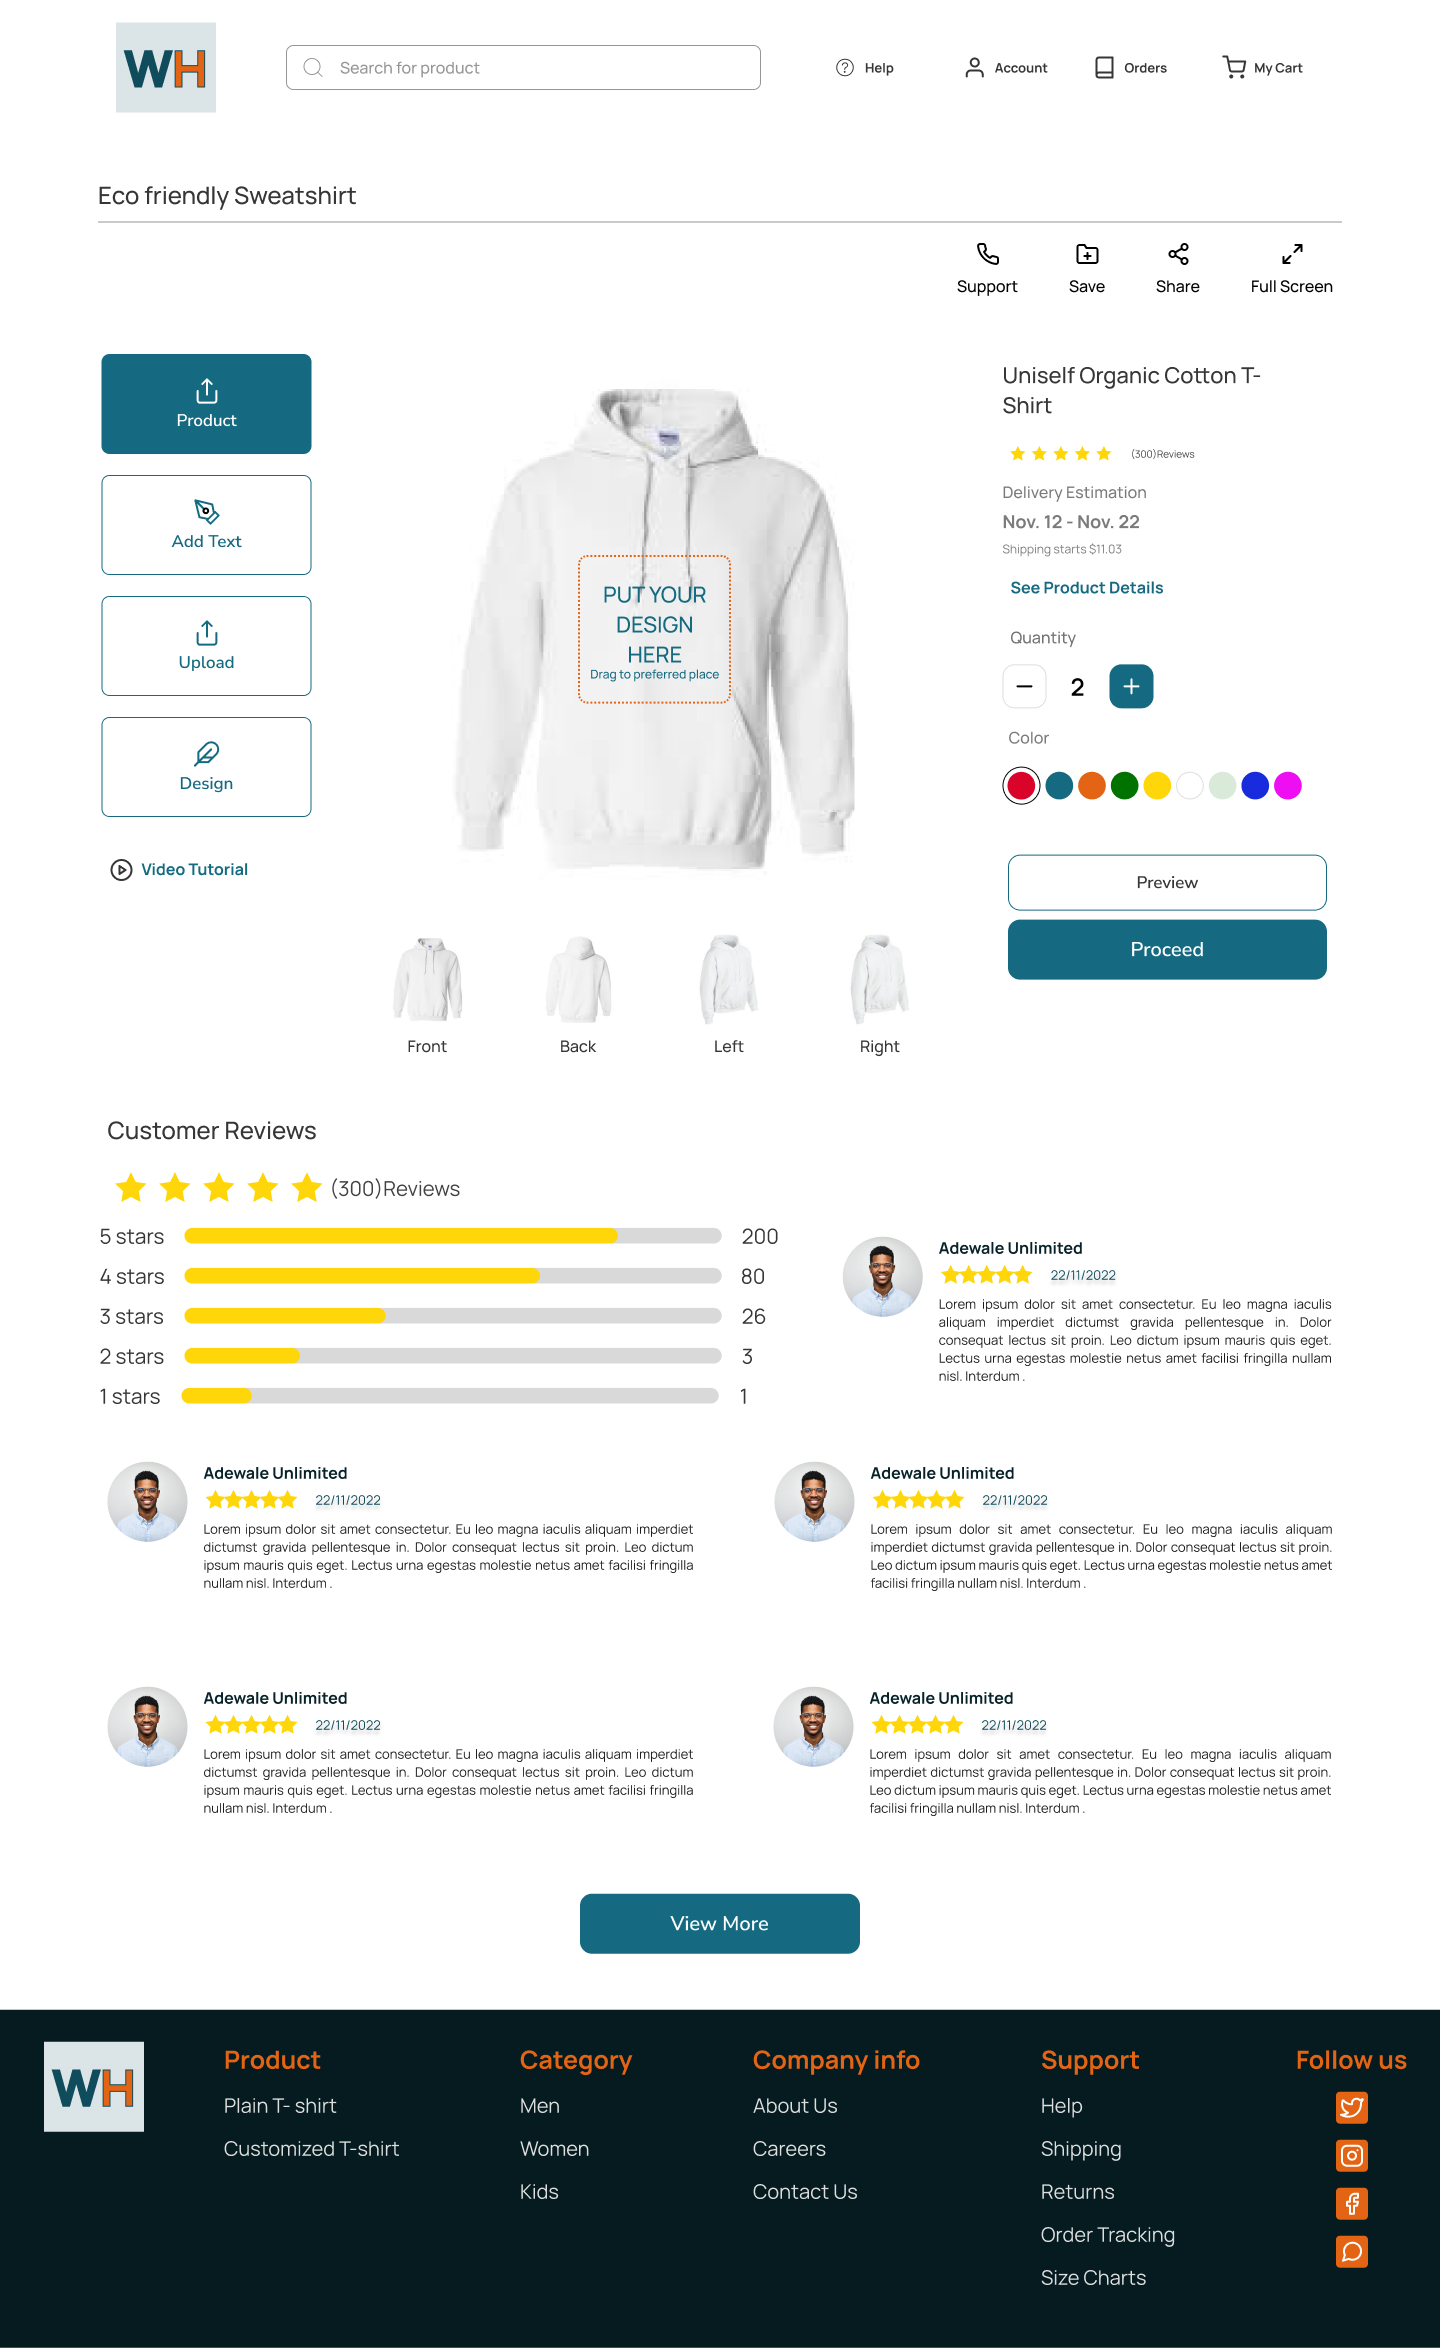 WH
Search for product
Help
Account
Orders
My Cart
Eco friendly Sweatshirt
Support
Save
Share
Full Screen
Product
Add Text
Upload
Design
Video Tutorial
PUT YOUR
DESIGN
HERE
Drag to preferred place
Front
Back
Left
Right
Uniself Organic Cotton T-
Shirt
(300)Reviews
Delivery Estimation
Nov. 12 - Nov. 22
Shipping starts $11.03
See Product Details
Quantity
2
Color
Preview
Proceed
Customer Reviews
(300)Reviews
5 stars 200
4 stars 80
3 stars 26
2 stars 3
1 stars 1
Adewale Unlimited
22/11/2022
Lorem ipsum dolor sit amet consectetur. Eu leo magna iaculis
aliquam imperdiet dictumst gravida pellentesque in. Dolor
consequat lectus sit proin. Leo dictum ipsum mauris quis eget.
Lectus urna egestas molestie netus amet facilisi fringilla nullam
nisl. Interdum .
Adewale Unlimited
22/11/2022
Lorem ipsum dolor sit amet consectetur. Eu leo magna iaculis aliquam imperdiet
dictumst gravida pellentesque in. Dolor consequat lectus sit proin. Leo dictum
ipsum mauris quis eget. Lectus urna egestas molestie netus amet facilisi fringilla
nullam nisl. Interdum .
Adewale Unlimited
22/11/2022
Lorem ipsum dolor sit amet consectetur. Eu leo magna iaculis aliquam
imperdiet dictumst gravida pellentesque in. Dolor consequat lectus sit proin.
Leo dictum ipsum mauris quis eget. Lectus urna egestas molestie netus amet
facilisi fringilla nullam nisl. Interdum .
Adewale Unlimited
22/11/2022
Lorem ipsum dolor sit amet consectetur. Eu leo magna iaculis aliquam imperdiet
dictumst gravida pellentesque in. Dolor consequat lectus sit proin. Leo dictum
ipsum mauris quis eget. Lectus urna egestas molestie netus amet facilisi fringilla
nullam nisl. Interdum .
Adewale Unlimited
22/11/2022
Lorem ipsum dolor sit amet consectetur. Eu leo magna iaculis aliquam
imperdiet dictumst gravida pellentesque in. Dolor consequat lectus sit proin.
Leo dictum ipsum mauris quis eget. Lectus urna egestas molestie netus amet
facilisi fringilla nullam nisl. Interdum .
View More
WH
Product
Plain T- shirt
Customized T-shirt
Category
Men
Women
Kids
Company info
About Us
Careers
Contact Us
Support
Help
Shipping
Returns
Order Tracking
Size Charts
Follow us